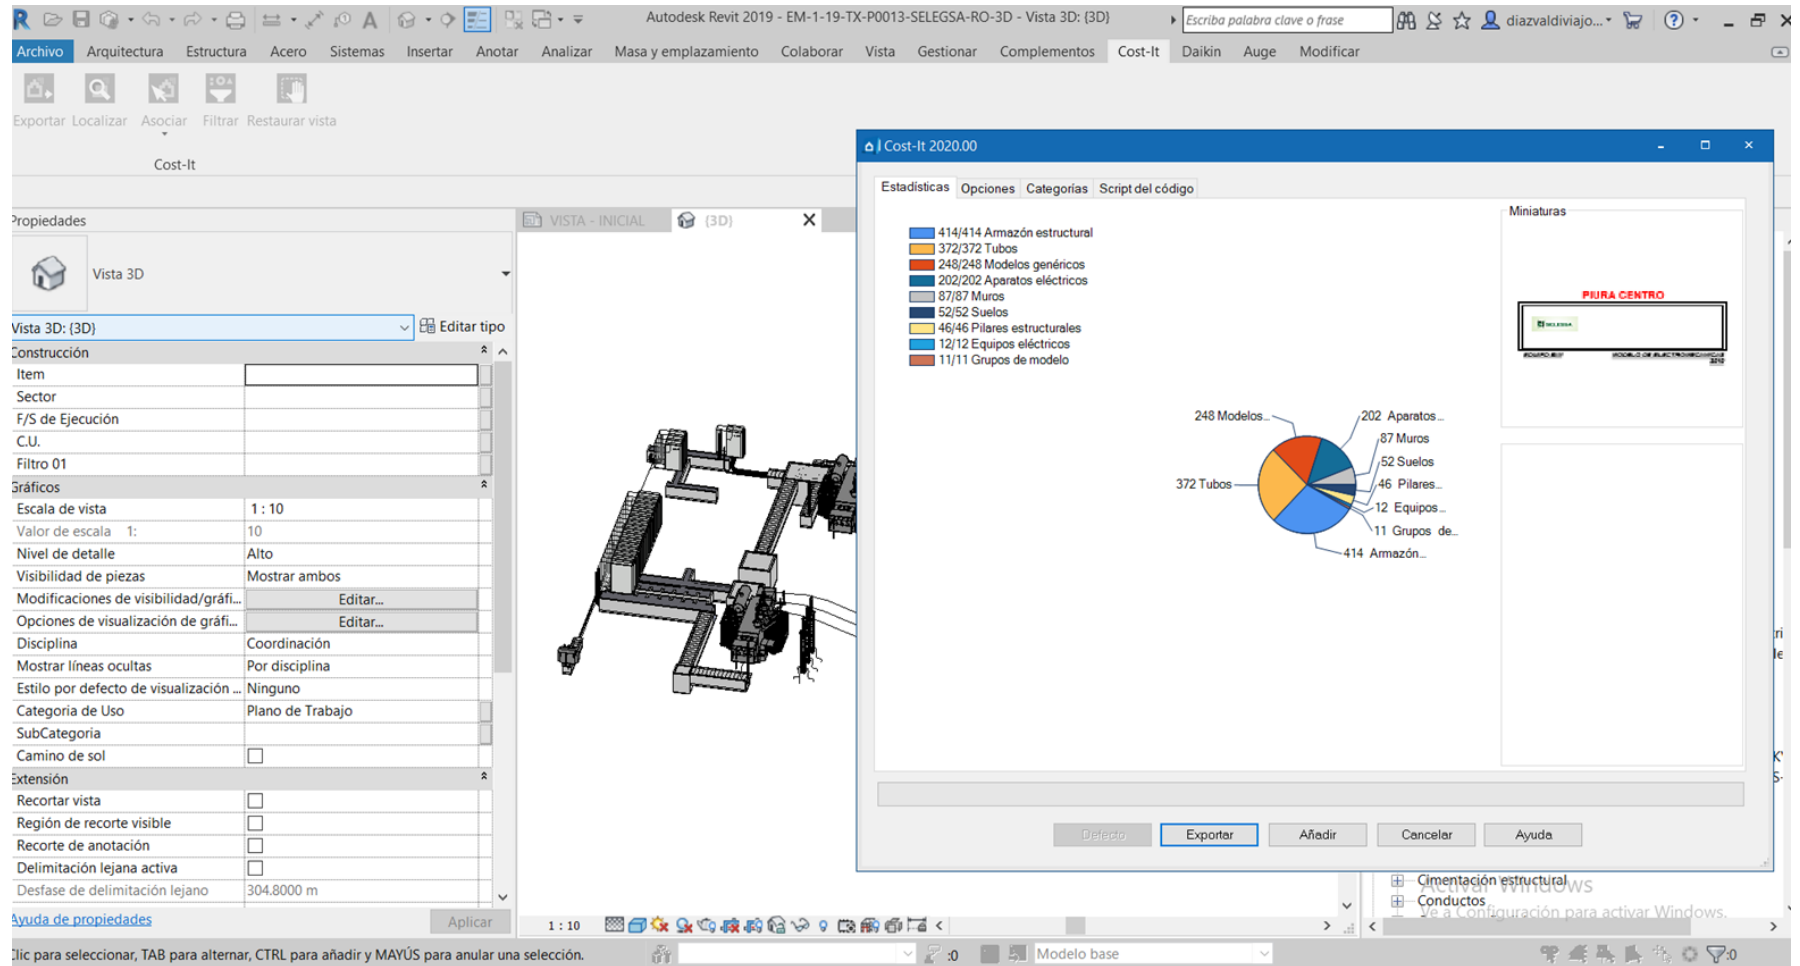 Autodesk Revit 2019 - EM-1-19-TX-P0013-SELEGSA-RO-3D - Vista 3D: {3D}
Escriba palabra clave o frase
diazvaldiviajo...
Archivo Arquitectura Estructura Acero Sistemas Insertar Anotar Analizar Masa y emplazamiento Colaborar Vista Gestionar Complementos Cost-It Daikin Auge Modificar
Exportar Localizar Asociar Filtrar Restaurar vista
Cost-It
Propiedades
Vista 3D
Vista 3D: {3D}
Editar tipo
Construcción
Item
Sector
F/S de Ejecución
C.U.
Filtro 01
Gráficos
Escala de vista 1 : 10
Valor de escala 1: 10
Nivel de detalle Alto
Visibilidad de piezas Mostrar ambos
Modificaciones de visibilidad/gráfi... Editar...
Opciones de visualización de gráfi... Editar...
Disciplina Coordinación
Mostrar líneas ocultas Por disciplina
Estilo por defecto de visualización ... Ninguno
Categoria de Uso Plano de Trabajo
SubCategoria
Camino de sol
Extensión
Recortar vista
Región de recorte visible
Recorte de anotación
Delimitación lejana activa
Desfase de delimitación lejano 304.8000 m
Ayuda de propiedades
Aplicar
VISTA - INICIAL
{3D}
Cost-It 2020.00
Estadísticas Opciones Categorías Script del código
414/414 Armazón estructural
372/372 Tubos
248/248 Modelos genéricos
202/202 Aparatos eléctricos
87/87 Muros
52/52 Suelos
46/46 Pilares estructurales
12/12 Equipos eléctricos
11/11 Grupos de modelo
248 Modelos...
202 Aparatos...
87 Muros
52 Suelos
372 Tubos
46 Pilares...
12 Equipos...
11 Grupos de...
414 Armazón...
Miniaturas
PIURA CENTRO
SELEGSA
Defecto Exportar Añadir Cancelar Ayuda
Cimentación estructural
Conductos
Activar Windows
Ve a Configuración para activar Windows.
1 : 10
Clic para seleccionar, TAB para alternar, CTRL para añadir y MAYÚS para anular una selección.
:0
Modelo base
:0